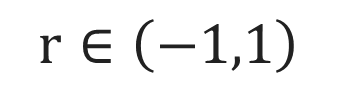 r ∈ (−1,1)